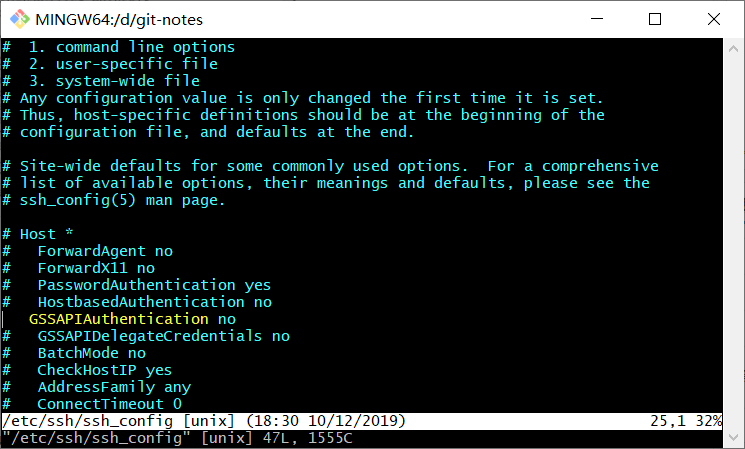 MINGW64:/d/git-notes
#  1. command line options
#  2. user-specific file
#  3. system-wide file
# Any configuration value is only changed the first time it is set.
# Thus, host-specific definitions should be at the beginning of the
# configuration file, and defaults at the end.

# Site-wide defaults for some commonly used options.  For a comprehensive
# list of available options, their meanings and defaults, please see the
# ssh_config(5) man page.

# Host *
#   ForwardAgent no
#   ForwardX11 no
#   PasswordAuthentication yes
#   HostbasedAuthentication no
   GSSAPIAuthentication no
#   GSSAPIDelegateCredentials no
#   BatchMode no
#   CheckHostIP yes
#   AddressFamily any
#   ConnectTimeout 0
/etc/ssh/ssh_config [unix] (18:30 10/12/2019) 25,1 32%
"/etc/ssh/ssh_config" [unix] 47L, 1555C